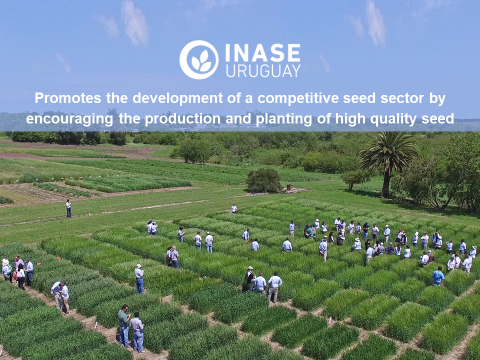 INASE
URUGUAY
Promotes the development of a competitive seed sector by
encouraging the production and planting of high quality seed